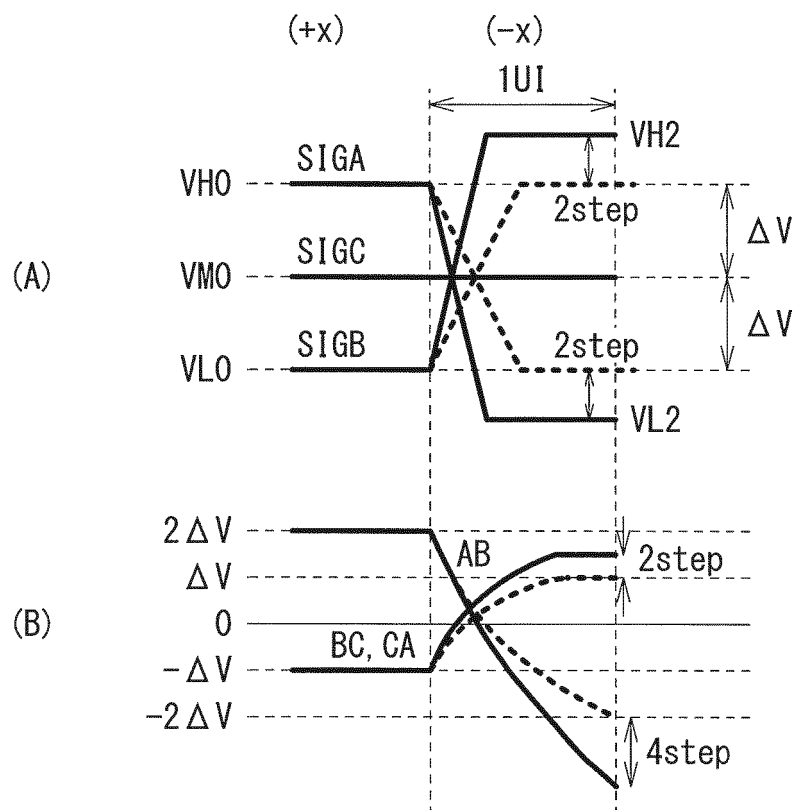 (+x) (-x)
1UI
VH2
SIGA
VH0
2step
ΔV
SIGC
(A)
VM0
ΔV
SIGB
2step
VL0
VL2
2ΔV
AB
2step
ΔV
(B)
0
BC, CA
-ΔV
-2ΔV
4step